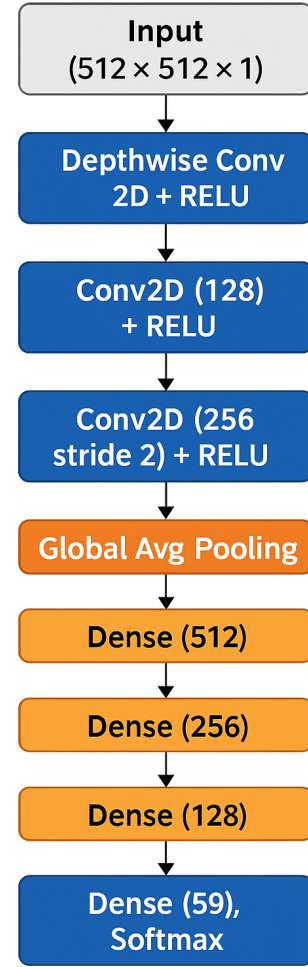 Input
(512 × 512 × 1)
Depthwise Conv
2D + RELU
Conv2D (128)
+ RELU
Conv2D (256
stride 2) + RELU
Global Avg Pooling
Dense (512)
Dense (256)
Dense (128)
Dense (59),
Softmax